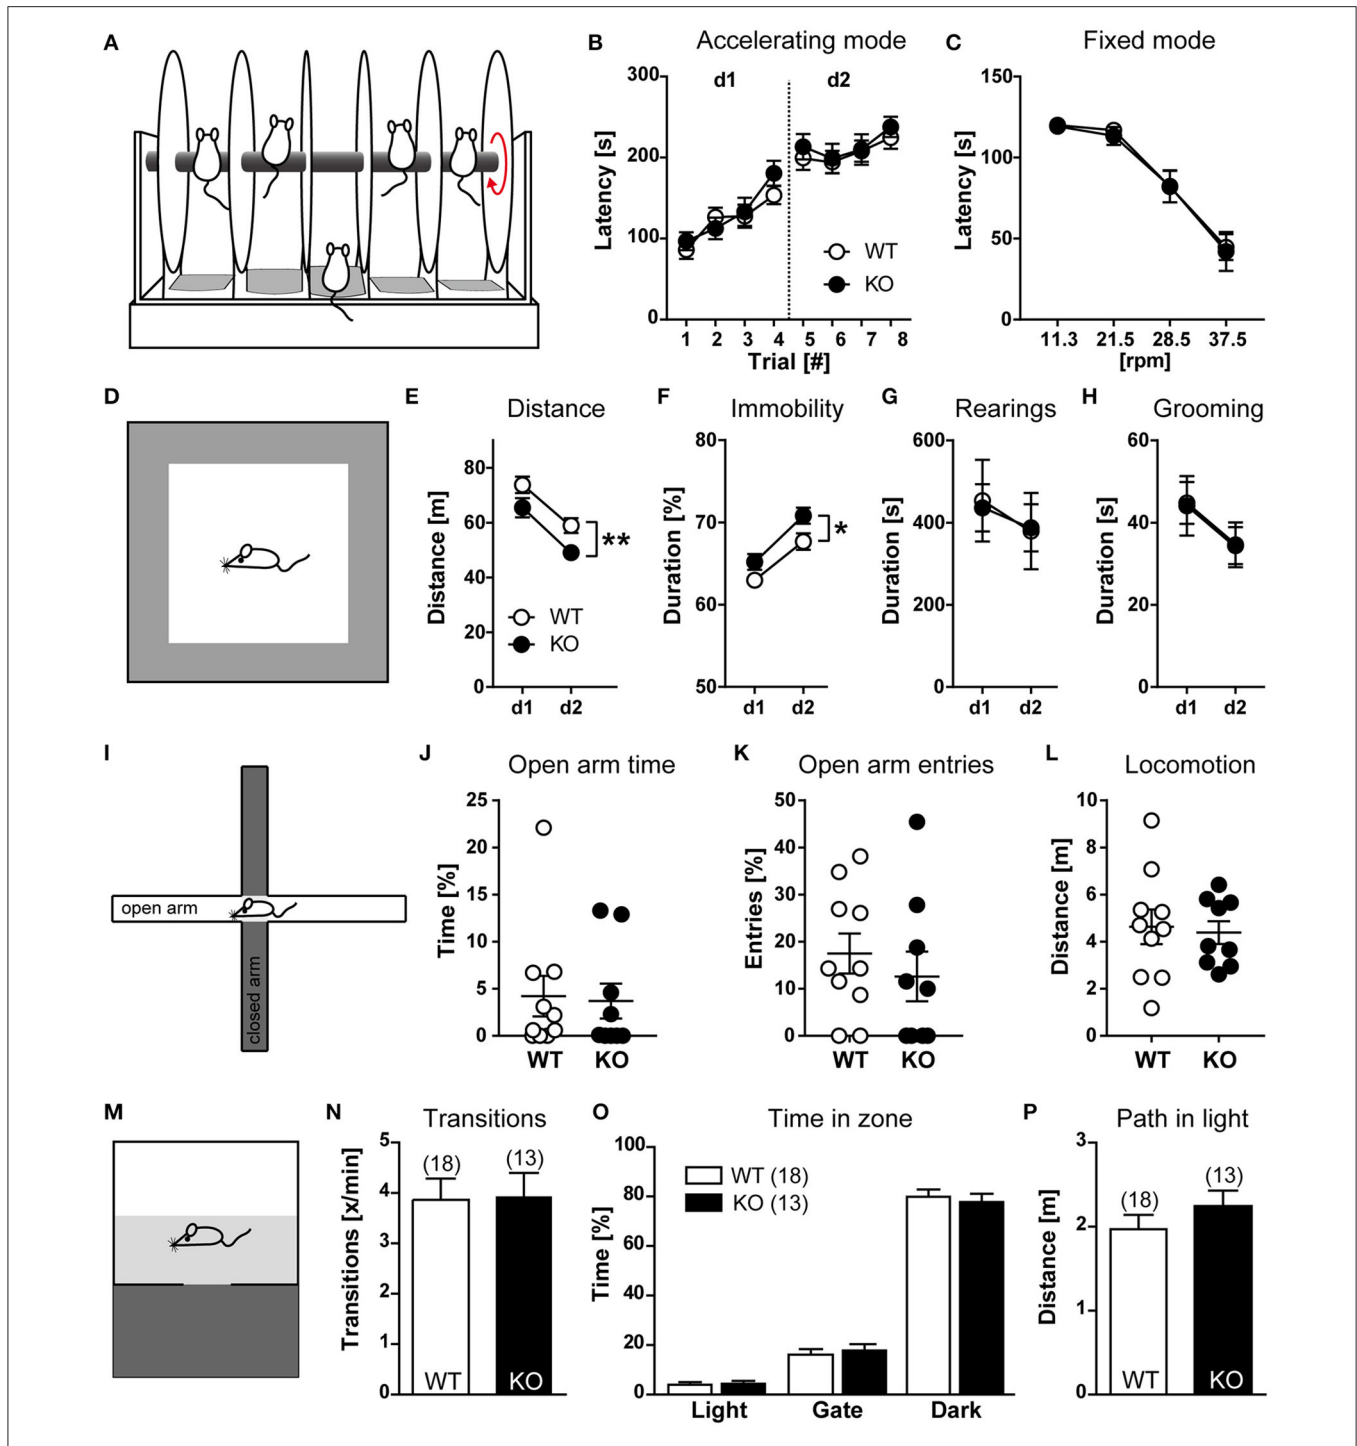 A
B Accelerating mode
d1 d2
Latency [s]
300
200
100
0
WT
KO
1 2 3 4 5 6 7 8
Trial [#]
C Fixed mode
Latency [s]
150
100
50
0
11.3 21.5 28.5 37.5
[rpm]
D
E Distance
Distance [m]
80
60
40
20
0
**
WT
KO
d1 d2
F Immobility
Duration [%]
80
70
60
50
*
d1 d2
G Rearings
Duration [s]
600
400
200
0
d1 d2
H Grooming
Duration [s]
60
40
20
0
d1 d2
I
open arm
closed arm
J Open arm time
Time [%]
25
20
15
10
5
0
WT KO
K Open arm entries
Entries [%]
50
40
30
20
10
0
WT KO
L Locomotion
Distance [m]
10
8
6
4
2
0
WT KO
M
N Transitions
Transitions [x/min]
5
4
3
2
1
0
(18) (13)
WT KO
O Time in zone
Time [%]
100
80
60
40
20
0
WT (18)
KO (13)
Light Gate Dark
P Path in light
Distance [m]
3
2
1
0
(18) (13)
WT KO